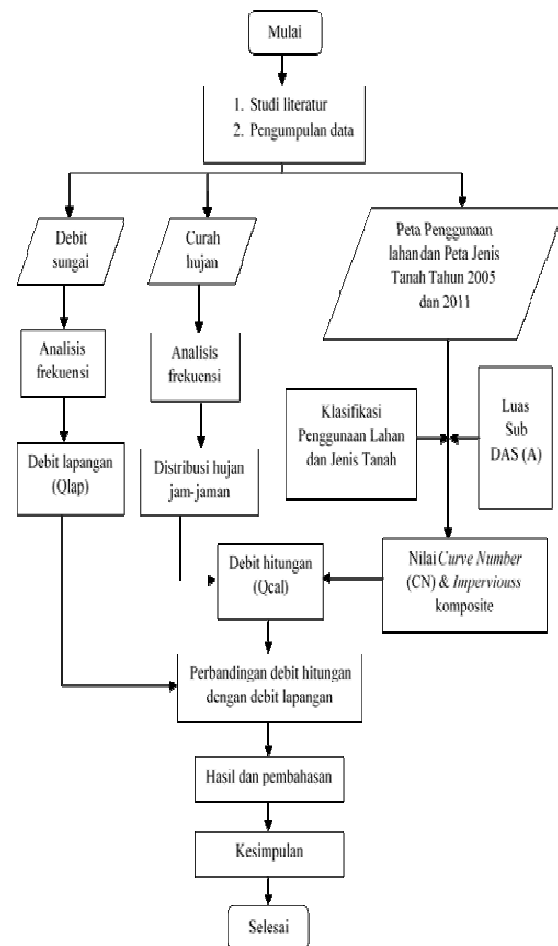 Mulai
1. Studi literatur
2. Pengumpulan data
Debit
sungai
Curah
hujan
Peta Penggunaan
lahan dan Peta Jenis
Tanah Tahun 2005
dan 2011
Analisis
frekuensi
Analisis
frekuensi
Klasifikasi
Penggunaan Lahan
dan Jenis Tanah
Luas
Sub
DAS (A)
Debit lapangan
(Qlap)
Distribusi hujan
jam-jaman
Debit hitungan
(Qcal)
Nilai Curve Number
(CN) & Imperviouss
komposite
Perbandingan debit hitungan
dengan debit lapangan
Hasil dan pembahasan
Kesimpulan
Selesai